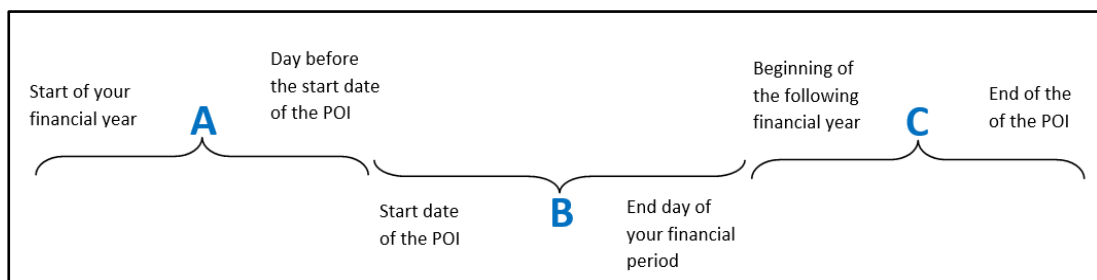 Start of your
financial year
A
Day before
the start date
of the POI
Start date
of the POI
B
End day of
your financial
period
Beginning of
the following
financial year
C
End of the
of the POI